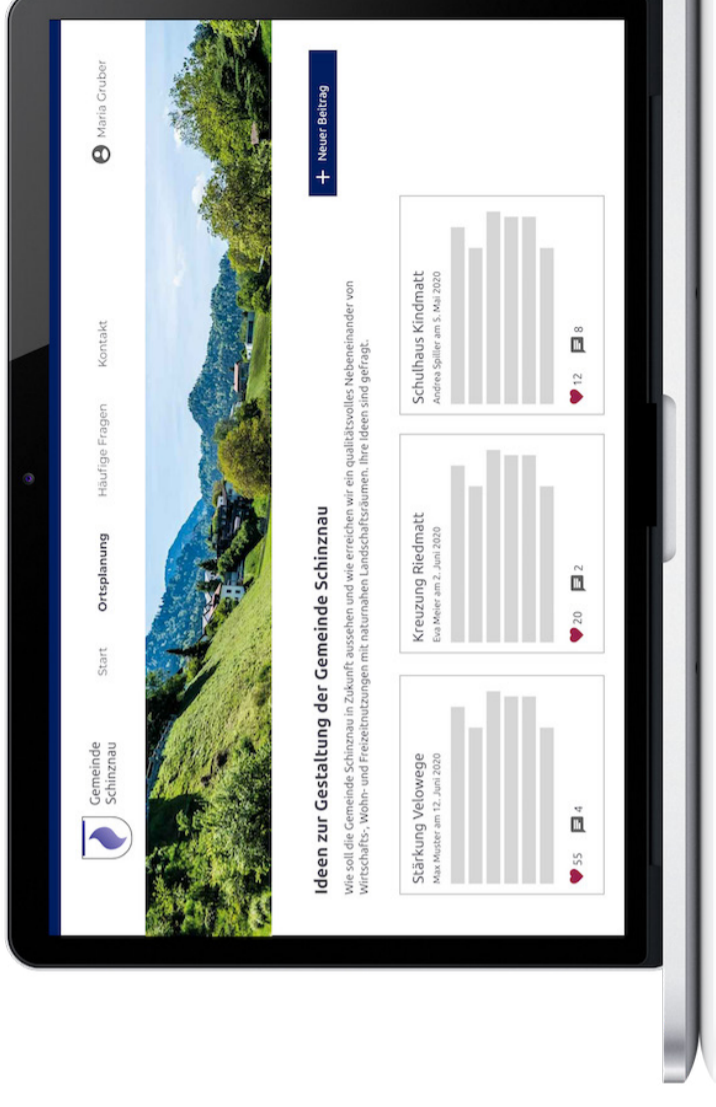 Gemeinde
Schinznau
Start
Ortsplanung
Häufige Fragen
Kontakt
Maria Gruber
Ideen zur Gestaltung der Gemeinde Schinznau
Wie soll die Gemeinde Schinznau in Zukunft aussehen und wie erreichen wir ein qualitätsvolles Nebeneinander von
Wirtschafts-, Wohn- und Freizeitnutzungen mit naturnahen Landschaftsräumen. Ihre Ideen sind gefragt.
+ Neuer Beitrag
Stärkung Velowege
Max Muster am 12. Juni 2020
55 4
Kreuzung Riedmatt
Eva Meier am 2. Juni 2020
20 2
Schulhaus Kindmatt
Andrea Spiller am 5. Mai 2020
12 8